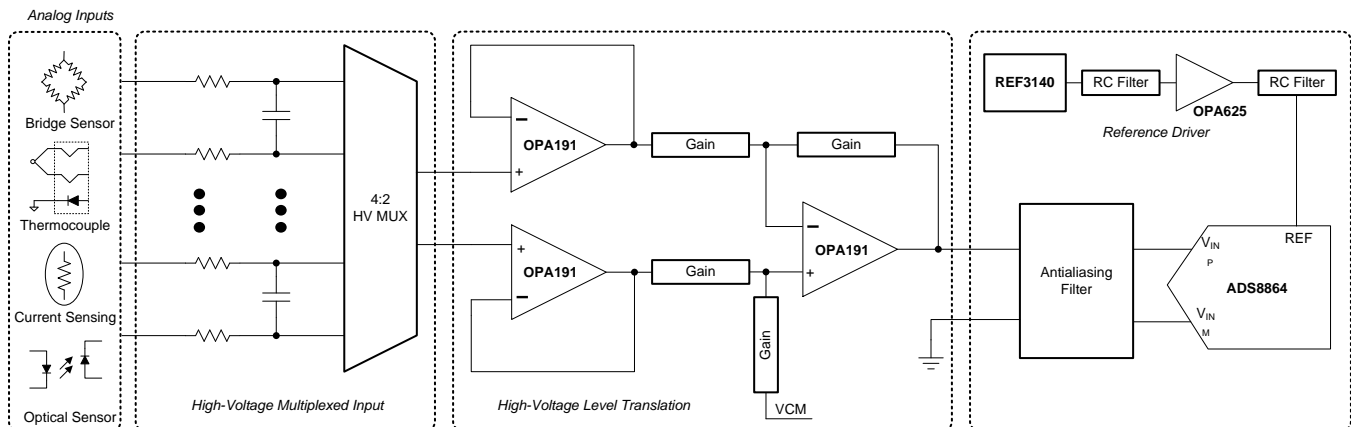 Analog Inputs
Bridge Sensor
Thermocouple
Current Sensing
Optical Sensor
4:2
HV MUX
High-Voltage Multiplexed Input
OPA191
+
Gain
Gain
+
OPA191
Gain
OPA191
+
Gain
VCM
High-Voltage Level Translation
REF3140
RC Filter
OPA625
RC Filter
Reference Driver
Antialiasing
Filter
VIN
P
REF
ADS8864
VIN
M